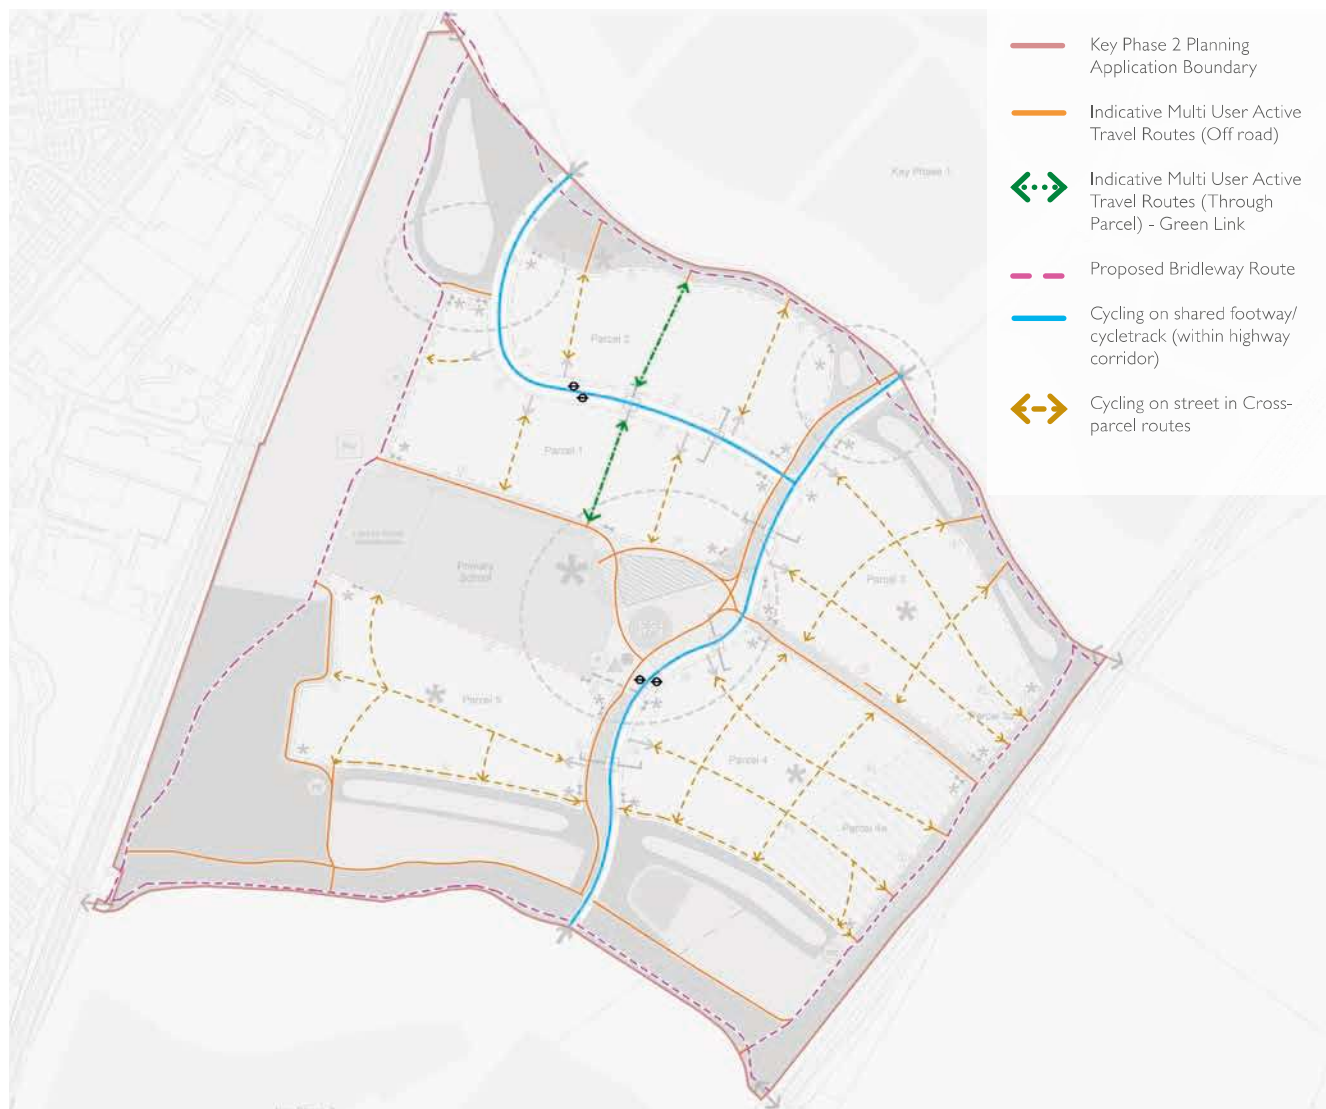 Key Phase 2 Planning
Application Boundary
Indicative Multi User Active
Travel Routes (Off road)
Indicative Multi User Active
Travel Routes (Through
Parcel) - Green Link
Proposed Bridleway Route
Cycling on shared footway/
cycletrack (within highway
corridor)
Cycling on street in Cross-
parcel routes
Key Phase 1
Parcel 2
Parcel 1
Primary
School
Parcel 3
Parcel 5
Parcel 4
Parcel 4a